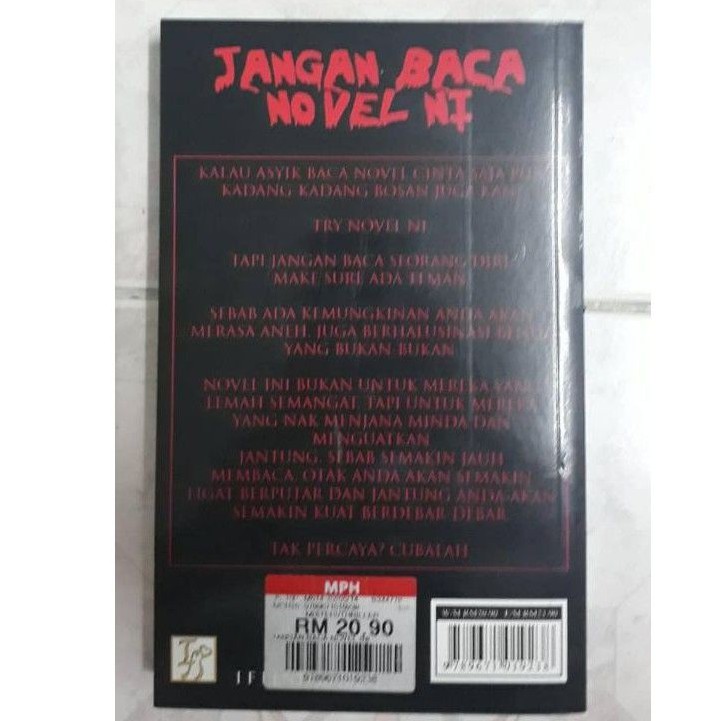 JANGAN BACA
NOVEL NI
KALAU ASYIK BACA NOVEL CINTA SAJA PUN
KADANG KADANG BOSAN JUGA KAN?
TRY NOVEL NI
TAPI JANGAN BACA SEORANG DIRI
MAKE SURE ADA TEMAN
SEBAB ADA KEMUNGKINAN ANDA AKAN
MERASA ANEH. JUGA BERHALUSINASI BENDA
YANG BUKAN-BUKAN
NOVEL INI BUKAN UNTUK MEREKA YANG
LEMAH SEMANGAT. TAPI UNTUK MEREKA
YANG NAK MENJANA MINDA DAN
MENGUATKAN
JANTUNG. SEBAB SEMAKIN JAUH
MEMBACA, OTAK ANDA AKAN SEMAKIN
LIGAT BERPUTAR DAN JANTUNG ANDA AKAN
SEMAKIN KUAT BERDEBAR DEBAR
TAK PERCAYA? CUBALAH
MPH
RM 20.90
9789671019238
9789671019238